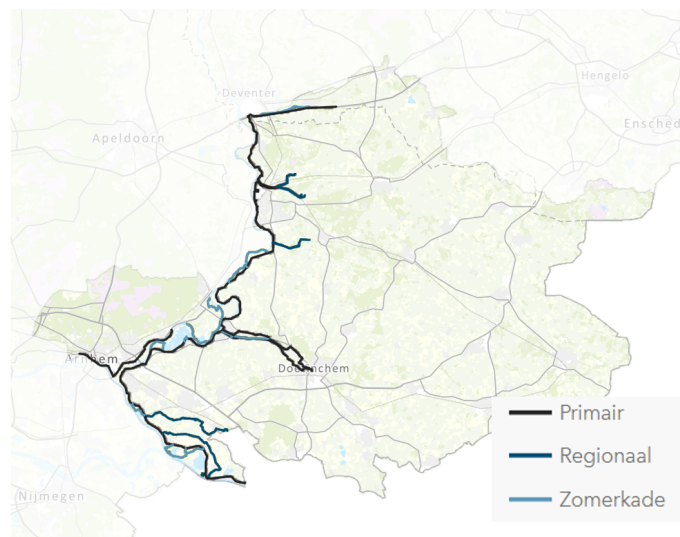 Deventer
Hengelo
Ensched
Apeldoorn
Arnhem
Doetinchem
Nijmegen
Primair
Regionaal
Zomerkade